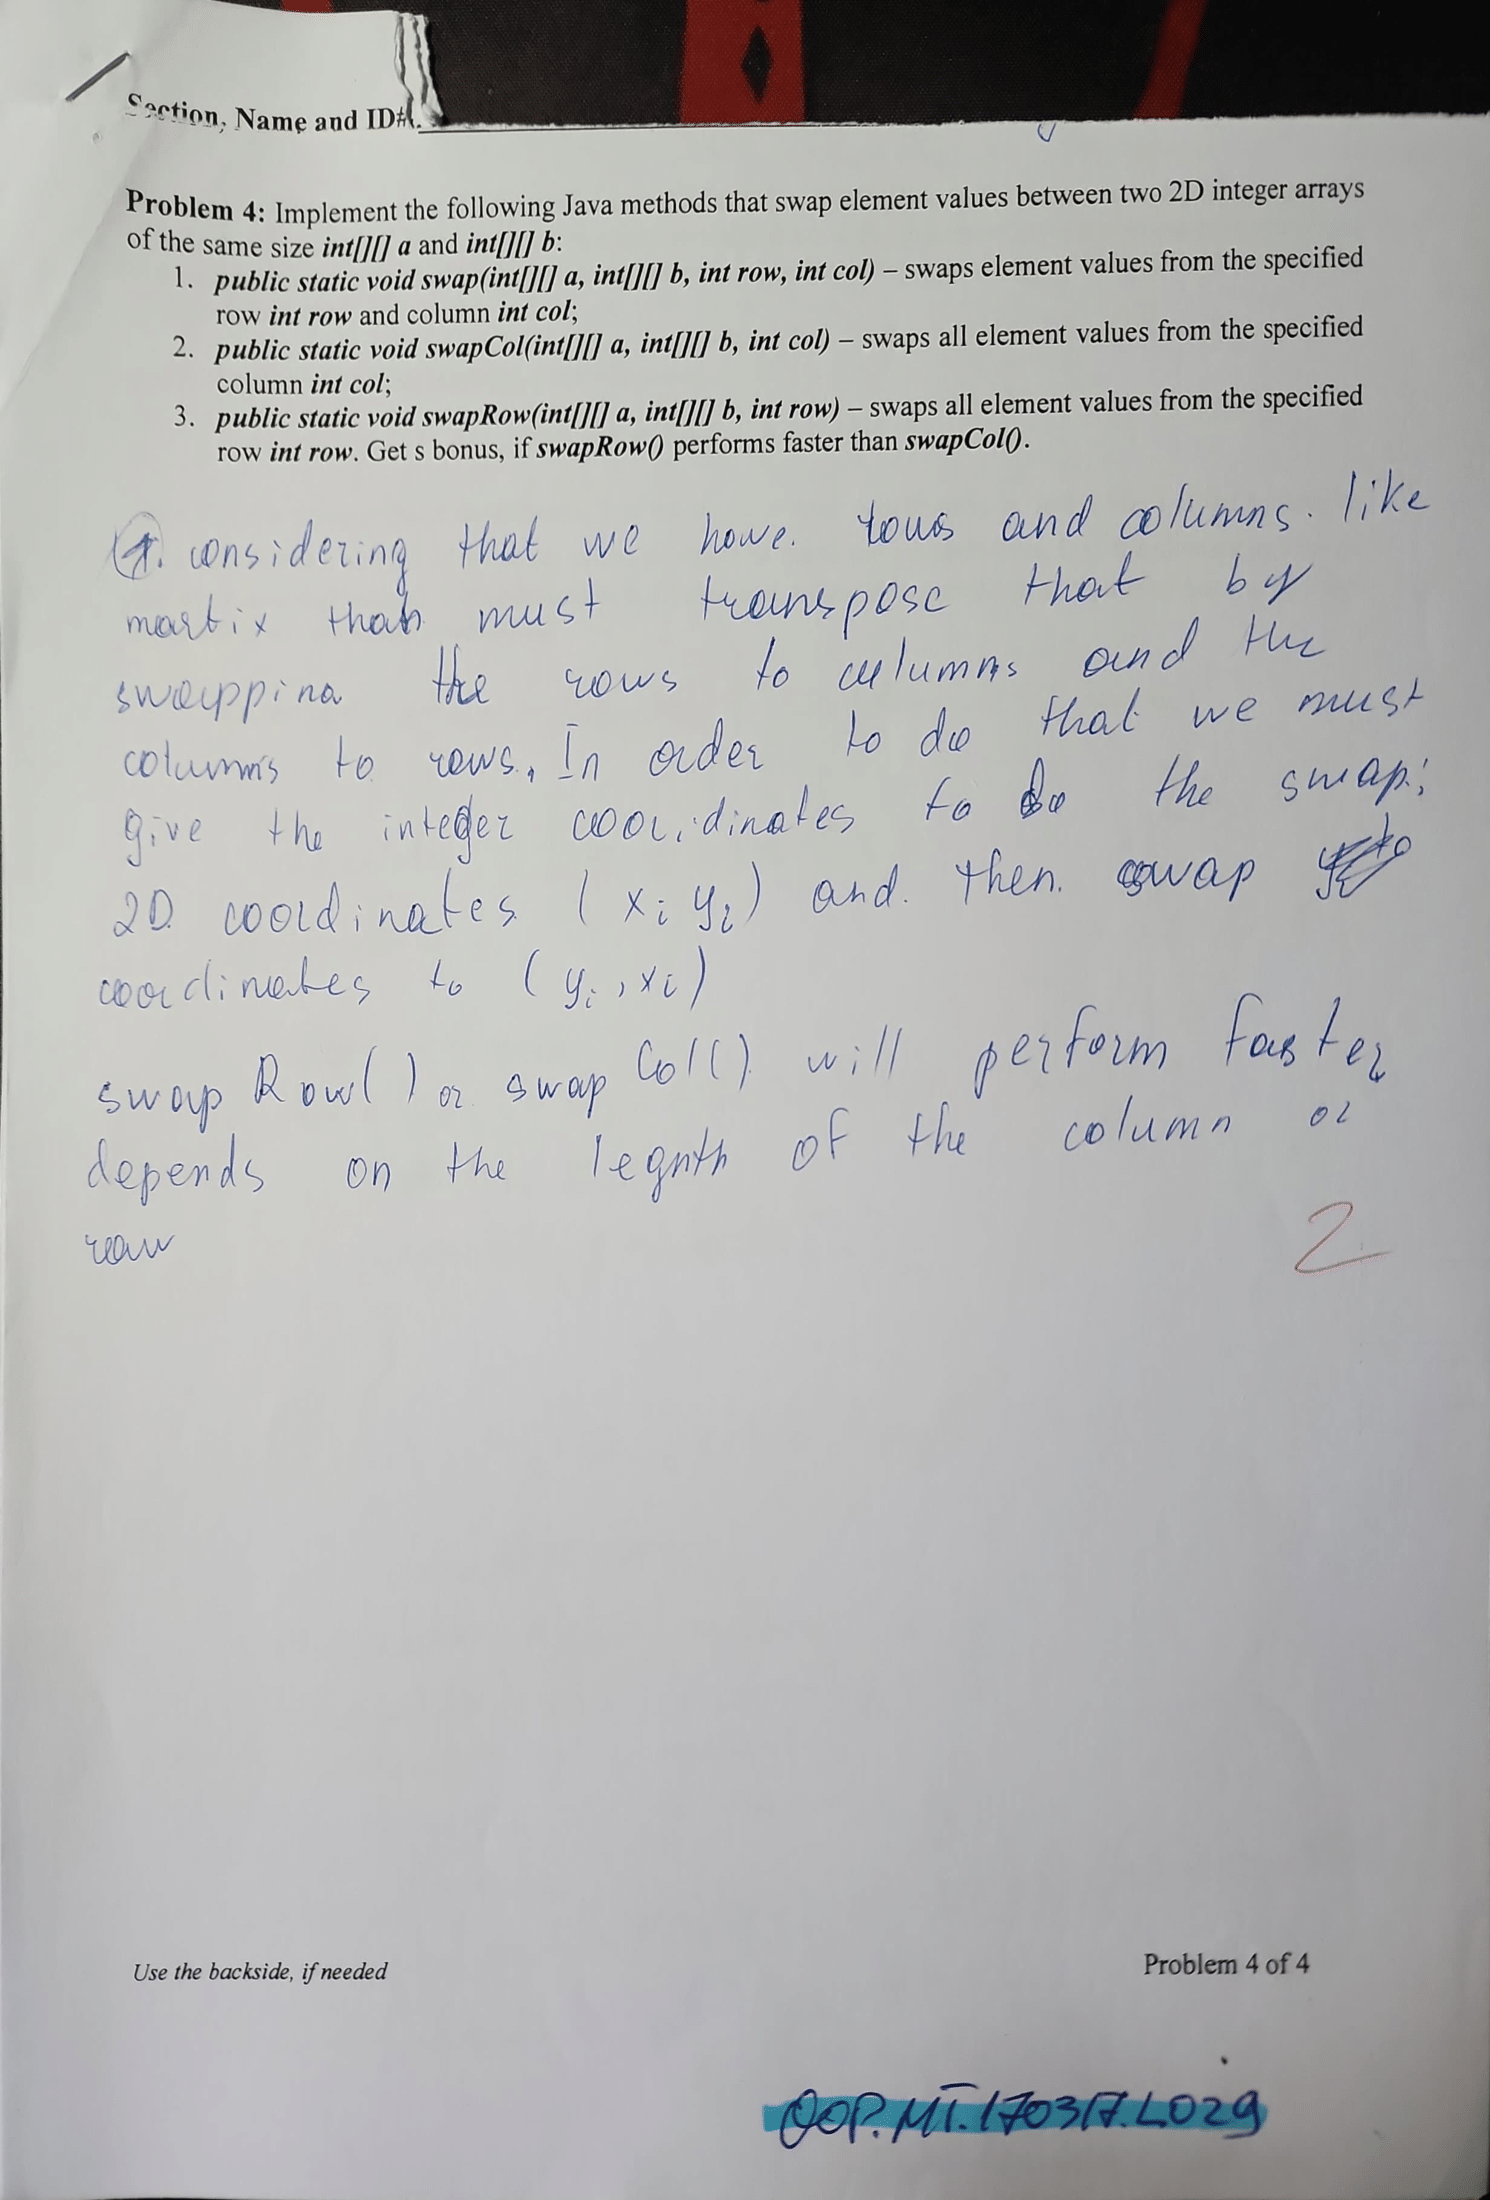 Section, Name and ID#
Problem 4: Implement the following Java methods that swap element values between two 2D integer arrays
of the same size int[][] a and int[][] b:
1. public static void swap(int[][] a, int[][] b, int row, int col) – swaps element values from the specified
row int row and column int col;
2. public static void swapCol(int[][] a, int[][] b, int col) – swaps all element values from the specified
column int col;
3. public static void swapRow(int[][] a, int[][] b, int row) – swaps all element values from the specified
row int row. Get s bonus, if swapRow() performs faster than swapCol().
1. considering that we have rows and columns. like
matrix that must transpose that by
swapping the rows to columns and the
columns to rows. In order to do that we must
give the integer coordinates to do the swap;
2D coordinates (xi yi) and then swap
coordinates to (yi, xi)
swap Row() or swap Col() will perform faster
depends on the legnth of the column or
raw
2
Use the backside, if needed
Problem 4 of 4
OOP.MT.170317.L029